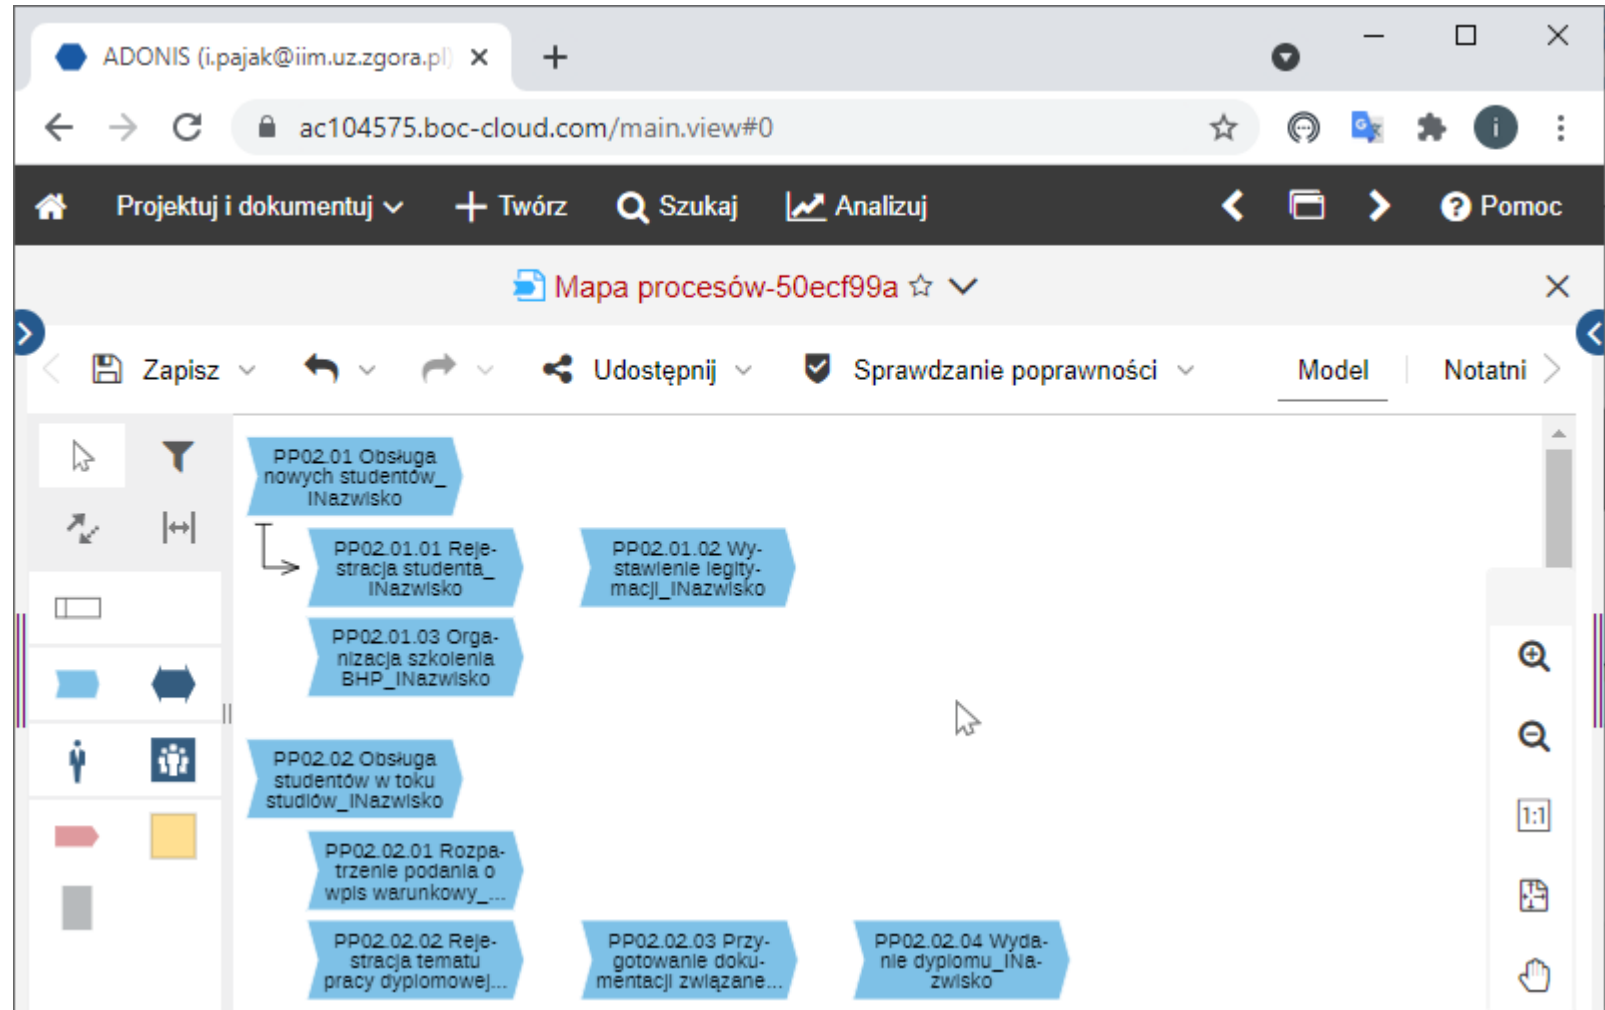 ADONIS (i.pajak@iim.uz.zgora.pl)
ac104575.boc-cloud.com/main.view#0
i
Projektuj i dokumentuj
Twórz
Szukaj
Analizuj
Pomoc
Mapa procesów-50ecf99a
Zapisz
Udostępnij
Sprawdzanie poprawności
Model
Notatni
PP02.01 Obsługa
nowych studentów_
INazwisko
PP02.01.01 Reje-
stracja studenta_
INazwisko
PP02.01.02 Wy-
stawienie legity-
macji_INazwisko
PP02.01.03 Orga-
nizacja szkolenia
BHP_INazwisko
PP02.02 Obsługa
studentów w toku
studiów_INazwisko
PP02.02.01 Rozpa-
trzenie podania o
wpis warunkowy_...
PP02.02.02 Reje-
stracja tematu
pracy dyplomowej...
PP02.02.03 Przy-
gotowanie doku-
mentacji związane...
PP02.02.04 Wyda-
nie dyplomu_INa-
zwisko
1:1